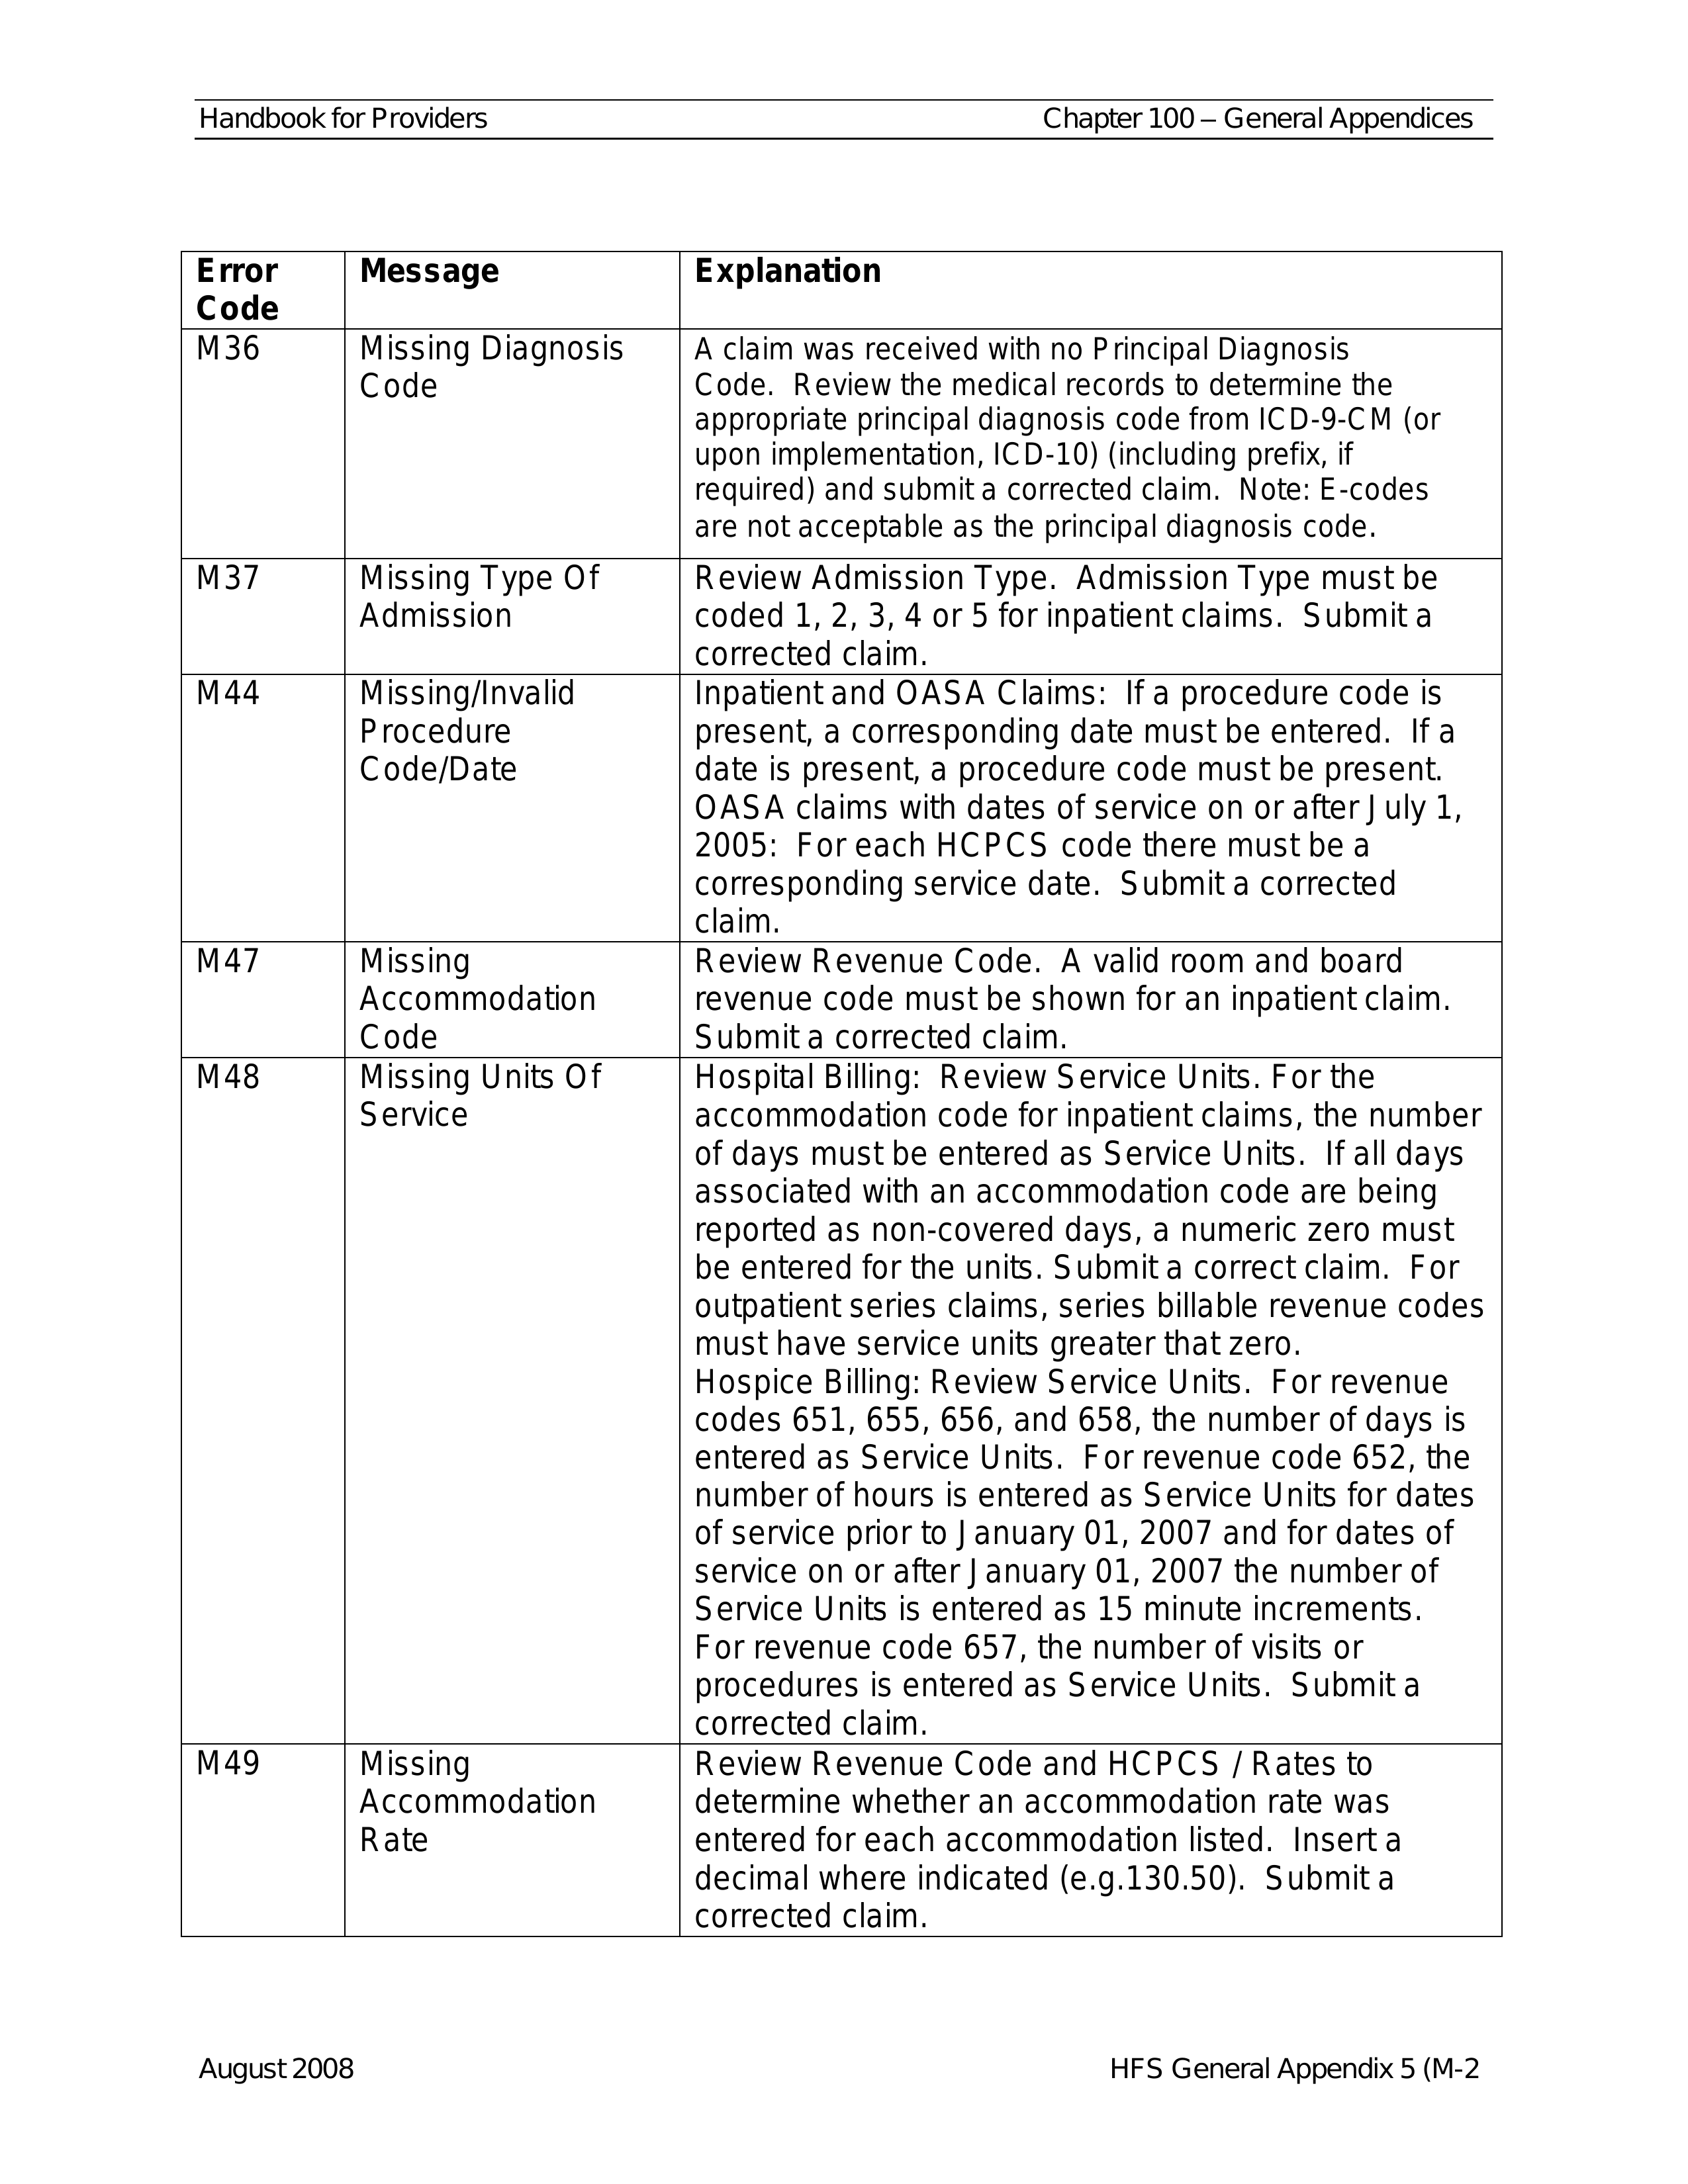 Handbook for Providers
Chapter 100 – General Appendices
Error
Code
Message
Explanation
M36
Missing Diagnosis
Code
A claim was received with no Principal Diagnosis
Code.  Review the medical records to determine the
appropriate principal diagnosis code from ICD-9-CM (or
upon implementation, ICD-10) (including prefix, if
required) and submit a corrected claim.  Note: E-codes
are not acceptable as the principal diagnosis code.
M37
Missing Type Of
Admission
Review Admission Type.  Admission Type must be
coded 1, 2, 3, 4 or 5 for inpatient claims.  Submit a
corrected claim.
M44
Missing/Invalid
Procedure
Code/Date
Inpatient and OASA Claims:  If a procedure code is
present, a corresponding date must be entered.  If a
date is present, a procedure code must be present.
OASA claims with dates of service on or after July 1,
2005:  For each HCPCS code there must be a
corresponding service date.  Submit a corrected
claim.
M47
Missing
Accommodation
Code
Review Revenue Code.  A valid room and board
revenue code must be shown for an inpatient claim.
Submit a corrected claim.
M48
Missing Units Of
Service
Hospital Billing:  Review Service Units. For the
accommodation code for inpatient claims, the number
of days must be entered as Service Units.  If all days
associated with an accommodation code are being
reported as non-covered days, a numeric zero must
be entered for the units. Submit a correct claim.  For
outpatient series claims, series billable revenue codes
must have service units greater that zero.
Hospice Billing: Review Service Units.  For revenue
codes 651, 655, 656, and 658, the number of days is
entered as Service Units.  For revenue code 652, the
number of hours is entered as Service Units for dates
of service prior to January 01, 2007 and for dates of
service on or after January 01, 2007 the number of
Service Units is entered as 15 minute increments.
For revenue code 657, the number of visits or
procedures is entered as Service Units.  Submit a
corrected claim.
M49
Missing
Accommodation
Rate
Review Revenue Code and HCPCS / Rates to
determine whether an accommodation rate was
entered for each accommodation listed.  Insert a
decimal where indicated (e.g.130.50).  Submit a
corrected claim.
August 2008
HFS General Appendix 5 (M-2